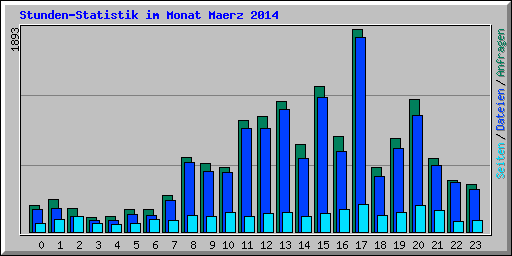 Stunden-Statistik im Monat Maerz 2014
1893
Seiten/Dateien/Anfragen
0 1 2 3 4 5 6 7 8 9 10 11 12 13 14 15 16 17 18 19 20 21 22 23